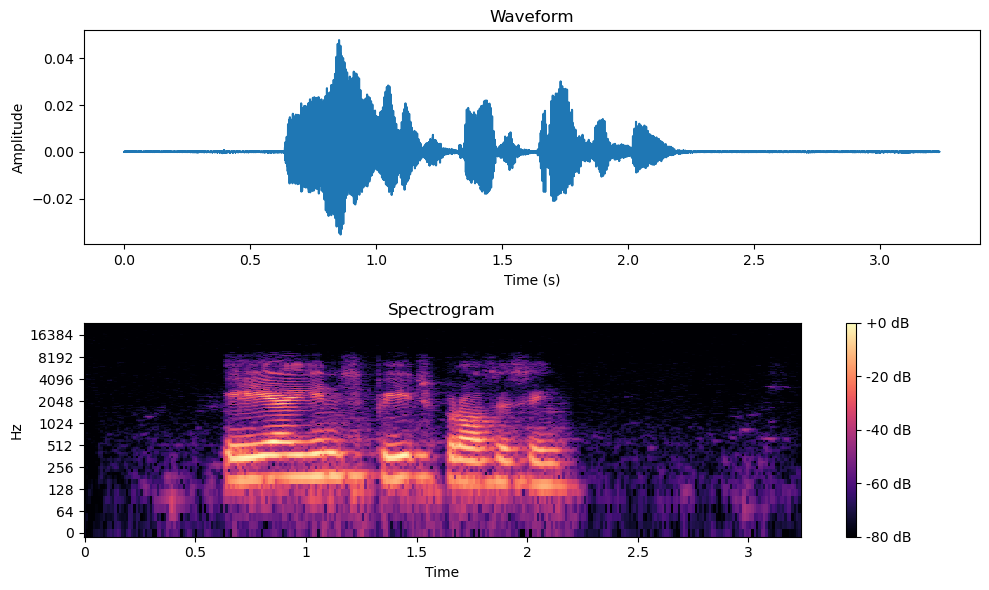 Waveform
0.04
0.02
0.00
−0.02
Amplitude
0.0 0.5 1.0 1.5 2.0 2.5 3.0
Time (s)
Spectrogram
16384
8192
4096
2048
1024
512
256
128
64
0
Hz
0 0.5 1 1.5 2 2.5 3
Time
+0 dB
-20 dB
-40 dB
-60 dB
-80 dB